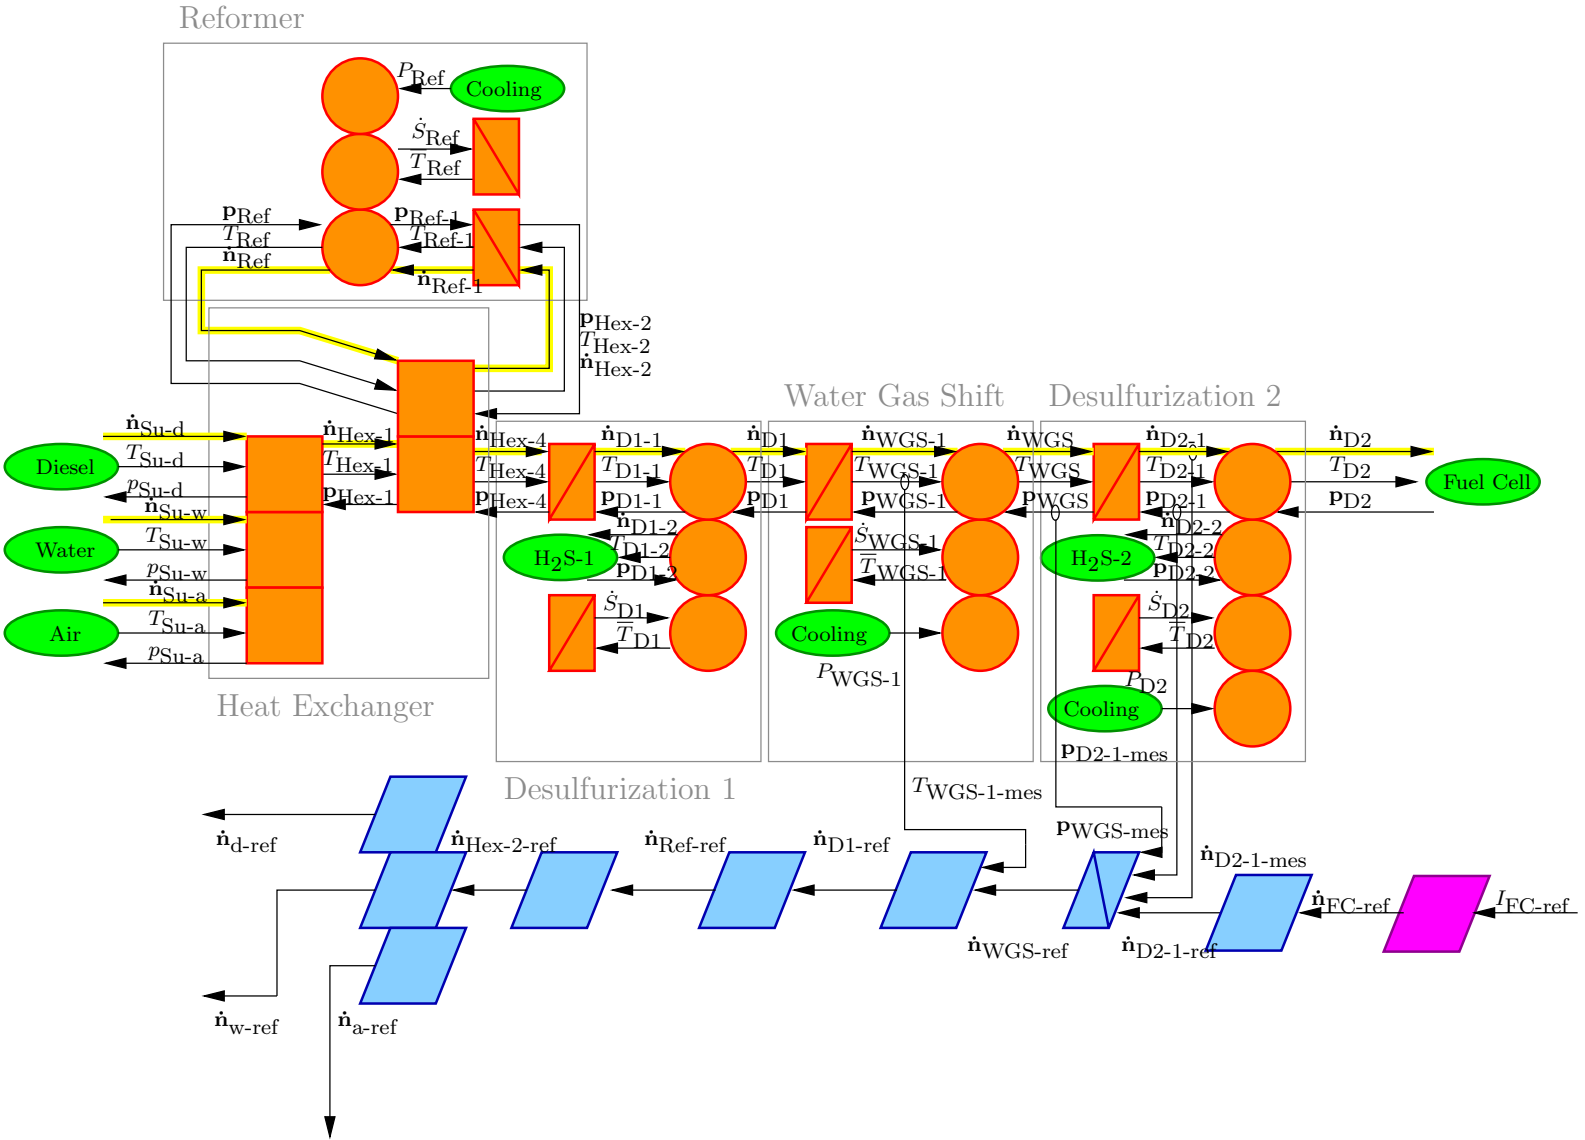 Reformer
P_Ref
Cooling
Ṡ_Ref
T̅_Ref
p_Ref
p_Ref-1
T_Ref
T_Ref-1
ṅ_Ref
ṅ_Ref-1
p_Hex-2
T_Hex-2
ṅ_Hex-2
Water Gas Shift
Desulfurization 2
ṅ_Su-d
ṅ_Hex-1
ṅ_Hex-4
ṅ_D1-1
ṅ_D1
ṅ_WGS-1
ṅ_WGS
ṅ_D2-1
ṅ_D2
Diesel
T_Su-d
T_Hex-1
T_Hex-4
T_D1-1
T_D1
T_WGS-1
T_WGS
T_D2-1
T_D2
Fuel Cell
p_Su-d
p_Hex-1
p_Hex-4
p_D1-1
p_D1
p_WGS-1
p_WGS
p_D2-1
p_D2
ṅ_Su-w
ṅ_D1-2
ṅ_D2-2
Water
T_Su-w
H2S-1
T_D1-2
Ṡ_WGS-1
H2S-2
T_D2-2
p_Su-w
p_D1-2
T̅_WGS-1
p_D2-2
ṅ_Su-a
Ṡ_D1
Ṡ_D2
Air
T_Su-a
T̅_D1
Cooling
T̅_D2
p_Su-a
P_WGS-1
P_D2
Heat Exchanger
Cooling
p_D2-1-mes
Desulfurization 1
T_WGS-1-mes
p_WGS-mes
ṅ_d-ref
ṅ_Hex-2-ref
ṅ_Ref-ref
ṅ_D1-ref
ṅ_D2-1-mes
ṅ_FC-ref
I_FC-ref
ṅ_WGS-ref
ṅ_D2-1-ref
ṅ_w-ref
ṅ_a-ref